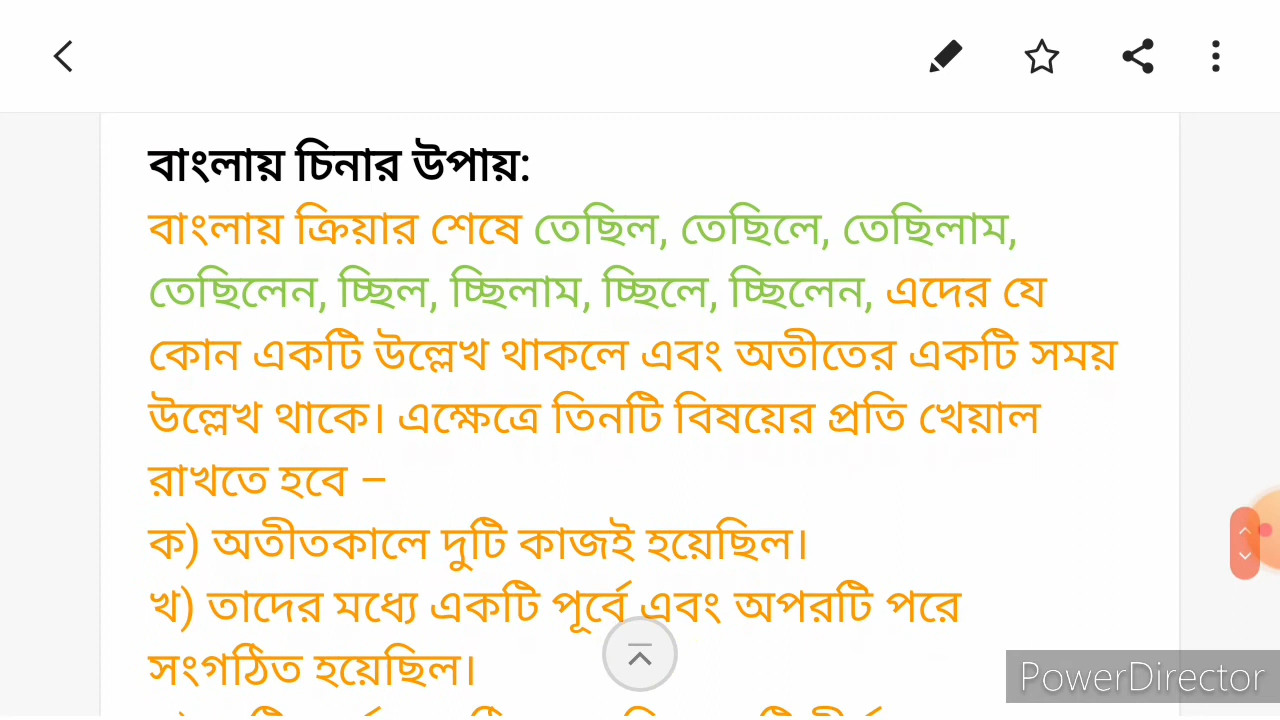 বাংলায় চিনার উপায়:
বাংলায় ক্রিয়ার শেষে তেছিল, তেছিলে, তেছিলাম,
তেছিলেন, চ্ছিল, চ্ছিলাম, চ্ছিলে, চ্ছিলেন, এদের যে
কোন একটি উল্লেখ থাকলে এবং অতীতের একটি সময়
উল্লেখ থাকে। এক্ষেত্রে তিনটি বিষয়ের প্রতি খেয়াল
রাখতে হবে –
ক) অতীতকালে দুটি কাজই হয়েছিল।
খ) তাদের মধ্যে একটি পূর্বে এবং অপরটি পরে
সংগঠিত হয়েছিল।
PowerDirector